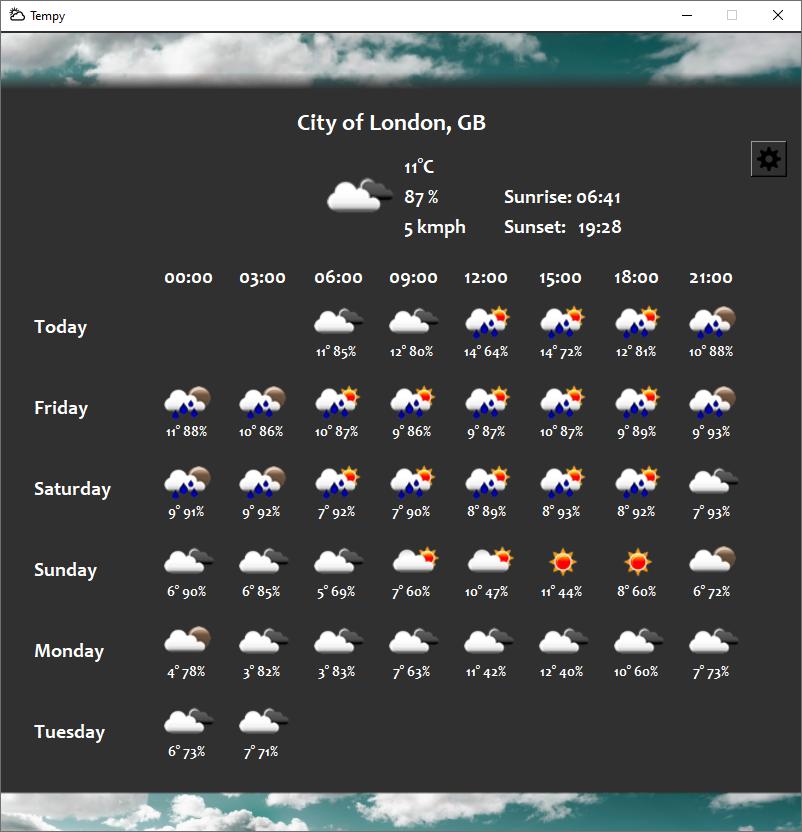 Tempy
City of London, GB
11°C
87 % Sunrise: 06:41
5 kmph Sunset: 19:28
00:00 03:00 06:00 09:00 12:00 15:00 18:00 21:00
Today
11° 85% 12° 80% 14° 64% 14° 72% 12° 81% 10° 88%
Friday
11° 88% 10° 86% 10° 87% 9° 86% 9° 87% 10° 87% 9° 89% 9° 93%
Saturday
9° 91% 9° 92% 7° 92% 7° 90% 8° 89% 8° 93% 8° 92% 7° 93%
Sunday
6° 90% 6° 85% 5° 69% 7° 60% 10° 47% 11° 44% 8° 60% 6° 72%
Monday
4° 78% 3° 82% 3° 83% 7° 63% 11° 42% 12° 40% 10° 60% 7° 73%
Tuesday
6° 73% 7° 71%